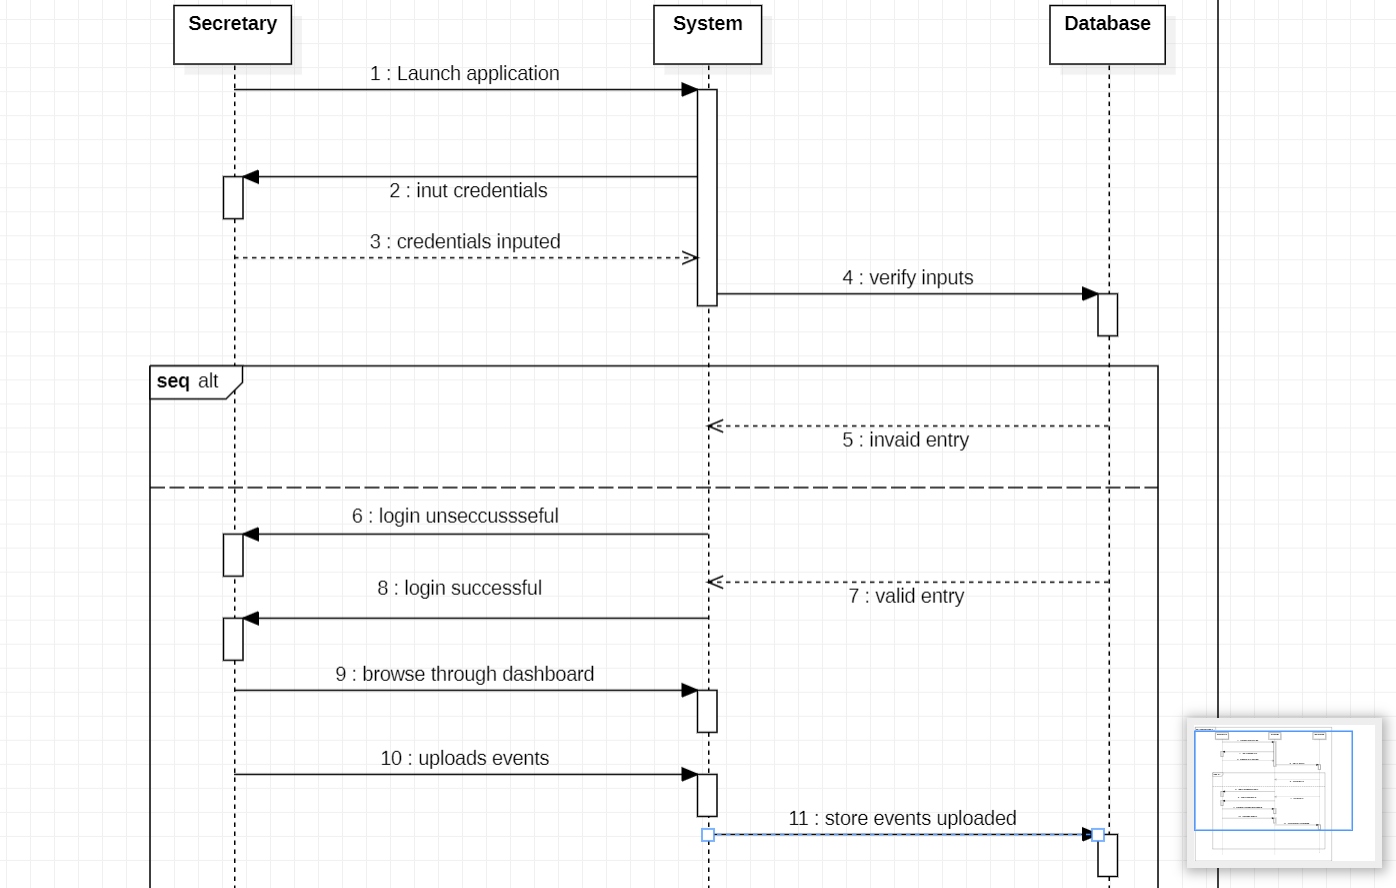 Secretary
System
Database
1 : Launch application
2 : inut credentials
3 : credentials inputed
4 : verify inputs
seq alt
5 : invaid entry
6 : login unseccussseful
8 : login successful
7 : valid entry
9 : browse through dashboard
10 : uploads events
11 : store events uploaded